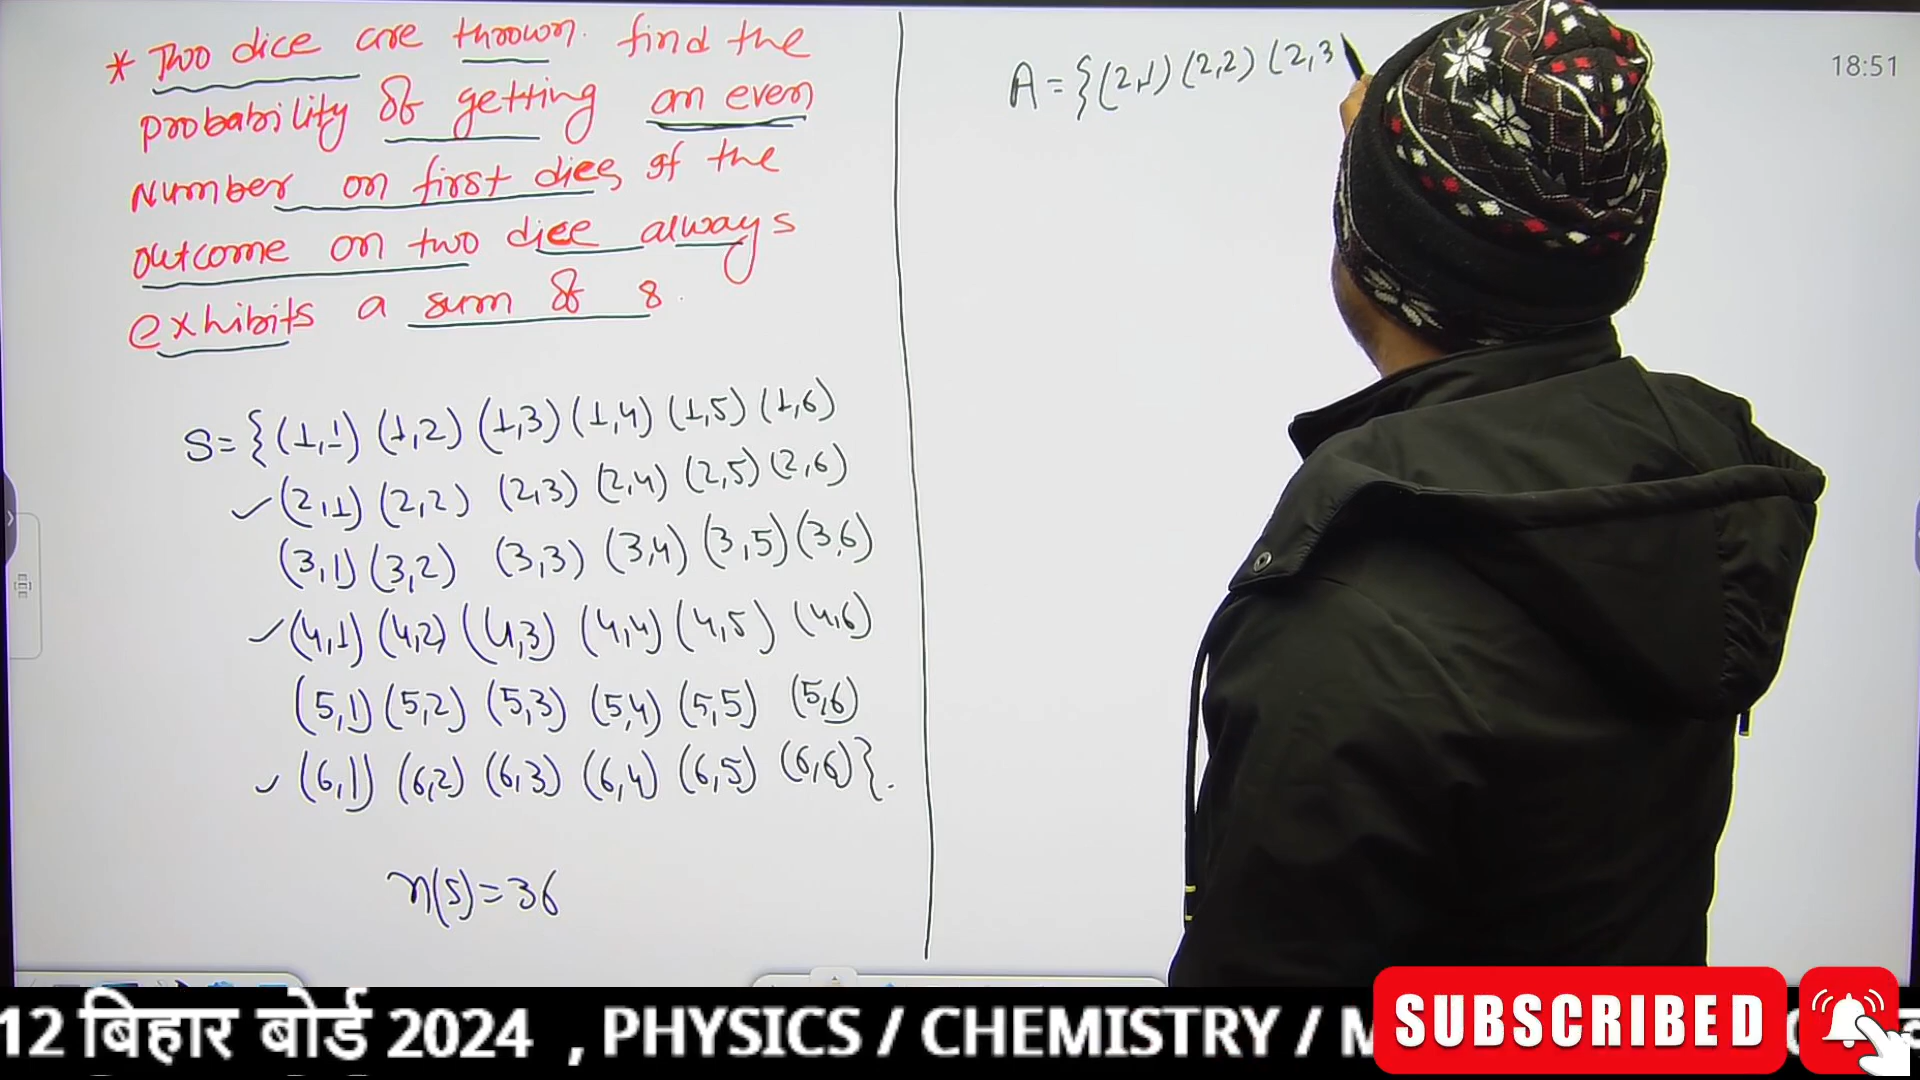 * Two dice are thrown. find the
probability of getting an even
Number on first dice, if the
outcome on two dice always
exhibits a sum of 8.
S={(1,1) (1,2) (1,3) (1,4) (1,5) (1,6)
(2,1) (2,2) (2,3) (2,4) (2,5) (2,6)
(3,1) (3,2) (3,3) (3,4) (3,5) (3,6)
(4,1) (4,2) (4,3) (4,4) (4,5) (4,6)
(5,1) (5,2) (5,3) (5,4) (5,5) (5,6)
(6,1) (6,2) (6,3) (6,4) (6,5) (6,6)}.
n(S)=36
A={(2,1) (2,2) (2,3
18:51
12 बिहार बोर्ड 2024 , PHYSICS / CHEMISTRY / M
SUBSCRIBED